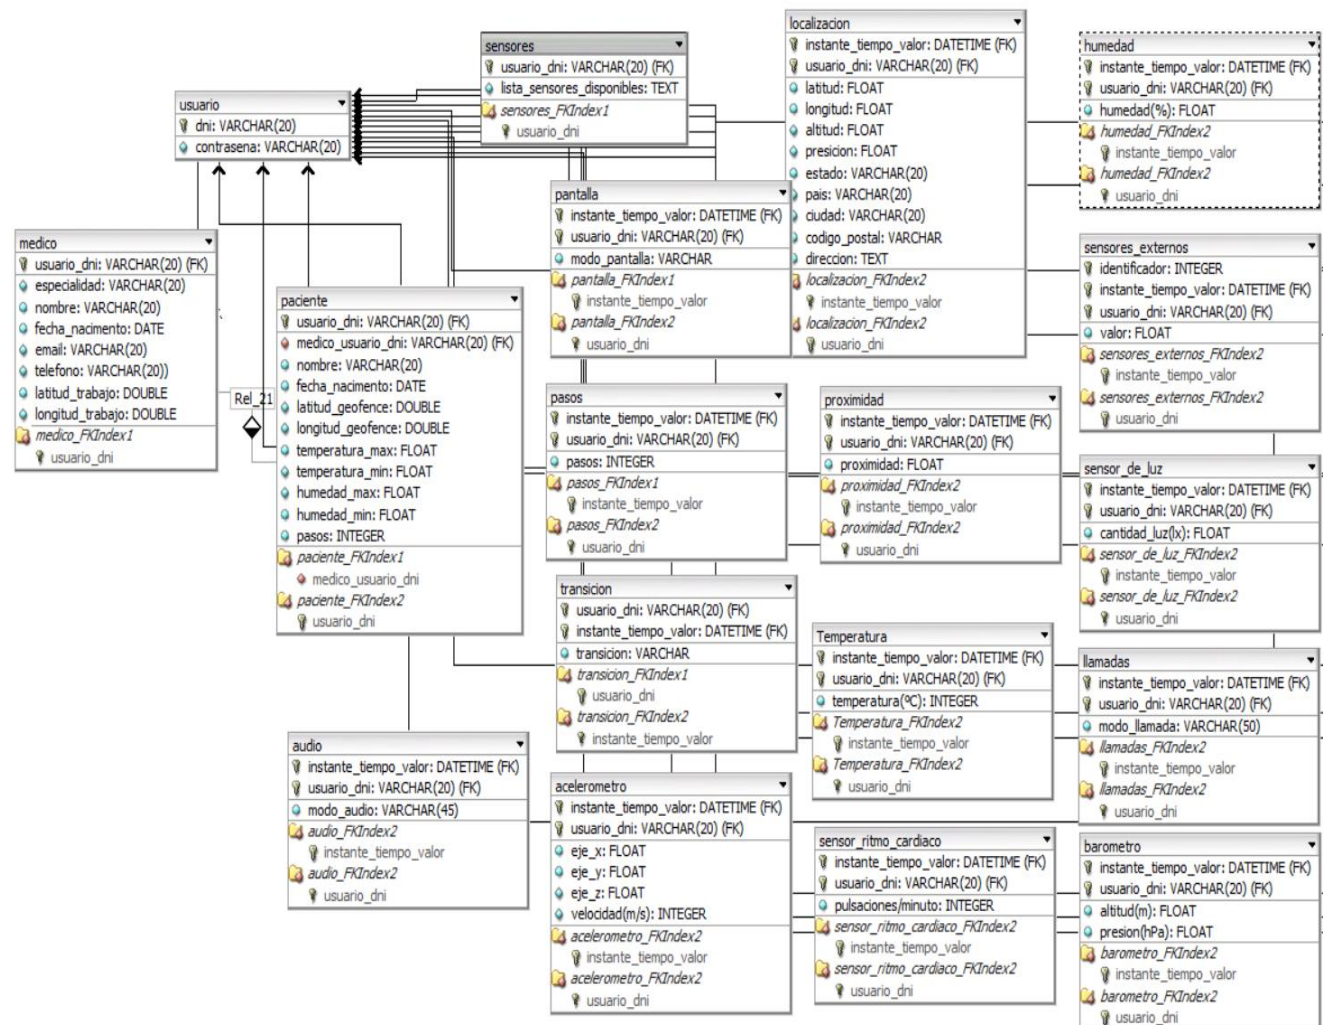 sensores
usuario_dni: VARCHAR(20) (FK)
lista_sensores_disponibles: TEXT
sensores_FKIndex1
usuario_dni
localizacion
instante_tiempo_valor: DATETIME (FK)
usuario_dni: VARCHAR(20) (FK)
latitud: FLOAT
longitud: FLOAT
altitud: FLOAT
presicion: FLOAT
estado: VARCHAR(20)
pais: VARCHAR(20)
ciudad: VARCHAR(20)
codigo_postal: VARCHAR
direccion: TEXT
localizacion_FKIndex2
instante_tiempo_valor
localizacion_FKIndex2
usuario_dni
humedad
instante_tiempo_valor: DATETIME (FK)
usuario_dni: VARCHAR(20) (FK)
humedad(%): FLOAT
humedad_FKIndex2
instante_tiempo_valor
humedad_FKIndex2
usuario_dni
usuario
dni: VARCHAR(20)
contrasena: VARCHAR(20)
pantalla
instante_tiempo_valor: DATETIME (FK)
usuario_dni: VARCHAR(20) (FK)
modo_pantalla: VARCHAR
pantalla_FKIndex1
instante_tiempo_valor
pantalla_FKIndex2
usuario_dni
medico
usuario_dni: VARCHAR(20) (FK)
especialidad: VARCHAR(20)
nombre: VARCHAR(20)
fecha_nacimento: DATE
email: VARCHAR(20)
telefono: VARCHAR(20))
latitud_trabajo: DOUBLE
longitud_trabajo: DOUBLE
medico_FKIndex1
usuario_dni
Rel_21
paciente
usuario_dni: VARCHAR(20) (FK)
medico_usuario_dni: VARCHAR(20) (FK)
nombre: VARCHAR(20)
fecha_nacimento: DATE
latitud_geofence: DOUBLE
longitud_geofence: DOUBLE
temperatura_max: FLOAT
temperatura_min: FLOAT
humedad_max: FLOAT
humedad_min: FLOAT
pasos: INTEGER
paciente_FKIndex1
medico_usuario_dni
paciente_FKIndex2
usuario_dni
sensores_externos
identificador: INTEGER
instante_tiempo_valor: DATETIME (FK)
usuario_dni: VARCHAR(20) (FK)
valor: FLOAT
sensores_externos_FKIndex2
instante_tiempo_valor
sensores_externos_FKIndex2
usuario_dni
pasos
instante_tiempo_valor: DATETIME (FK)
usuario_dni: VARCHAR(20) (FK)
pasos: INTEGER
pasos_FKIndex1
instante_tiempo_valor
pasos_FKIndex2
usuario_dni
proximidad
instante_tiempo_valor: DATETIME (FK)
usuario_dni: VARCHAR(20) (FK)
proximidad: FLOAT
proximidad_FKIndex2
instante_tiempo_valor
proximidad_FKIndex2
usuario_dni
sensor_de_luz
instante_tiempo_valor: DATETIME (FK)
usuario_dni: VARCHAR(20) (FK)
cantidad_luz(lx): FLOAT
sensor_de_luz_FKIndex2
instante_tiempo_valor
sensor_de_luz_FKIndex2
usuario_dni
transicion
usuario_dni: VARCHAR(20) (FK)
instante_tiempo_valor: DATETIME (FK)
transicion: VARCHAR
transicion_FKIndex1
usuario_dni
transicion_FKIndex2
instante_tiempo_valor
Temperatura
instante_tiempo_valor: DATETIME (FK)
usuario_dni: VARCHAR(20) (FK)
temperatura(ºC): INTEGER
Temperatura_FKIndex2
instante_tiempo_valor
Temperatura_FKIndex2
usuario_dni
llamadas
instante_tiempo_valor: DATETIME (FK)
usuario_dni: VARCHAR(20) (FK)
modo_llamada: VARCHAR(50)
llamadas_FKIndex2
instante_tiempo_valor
llamadas_FKIndex2
usuario_dni
audio
instante_tiempo_valor: DATETIME (FK)
usuario_dni: VARCHAR(20) (FK)
modo_audio: VARCHAR(45)
audio_FKIndex2
instante_tiempo_valor
audio_FKIndex2
usuario_dni
acelerometro
instante_tiempo_valor: DATETIME (FK)
usuario_dni: VARCHAR(20) (FK)
eje_x: FLOAT
eje_y: FLOAT
eje_z: FLOAT
velocidad(m/s): INTEGER
acelerometro_FKIndex2
instante_tiempo_valor
acelerometro_FKIndex2
usuario_dni
sensor_ritmo_cardiaco
instante_tiempo_valor: DATETIME (FK)
usuario_dni: VARCHAR(20) (FK)
pulsaciones/minuto: INTEGER
sensor_ritmo_cardiaco_FKIndex2
instante_tiempo_valor
sensor_ritmo_cardiaco_FKIndex2
usuario_dni
barometro
instante_tiempo_valor: DATETIME (FK)
usuario_dni: VARCHAR(20) (FK)
altitud(m): FLOAT
presion(hPa): FLOAT
barometro_FKIndex2
instante_tiempo_valor
barometro_FKIndex2
usuario_dni